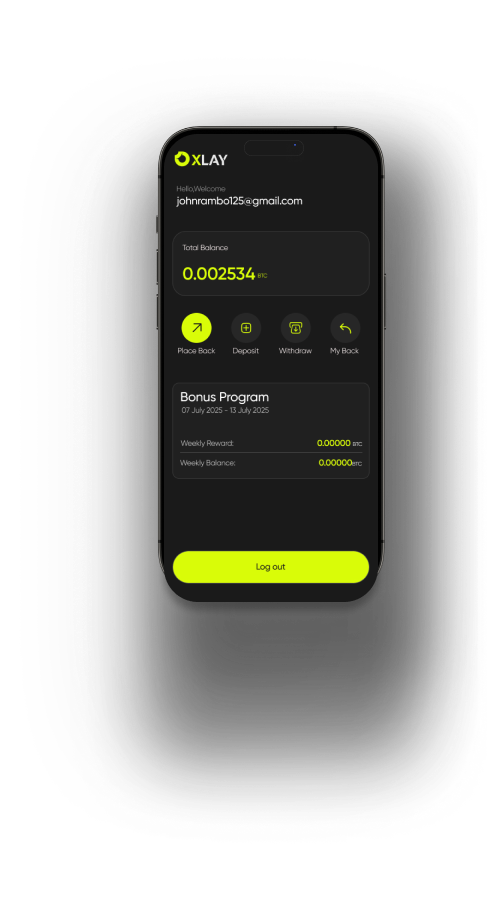 XLAY
Hello,Welcome
johnrambo125@gmail.com
Total Balance
0.002534 BTC
Place Back Deposit Withdraw My Back
Bonus Program
07 July 2025 - 13 July 2025
Weekly Reward: 0.00000 BTC
Weekly Balance: 0.00000BTC
Log out